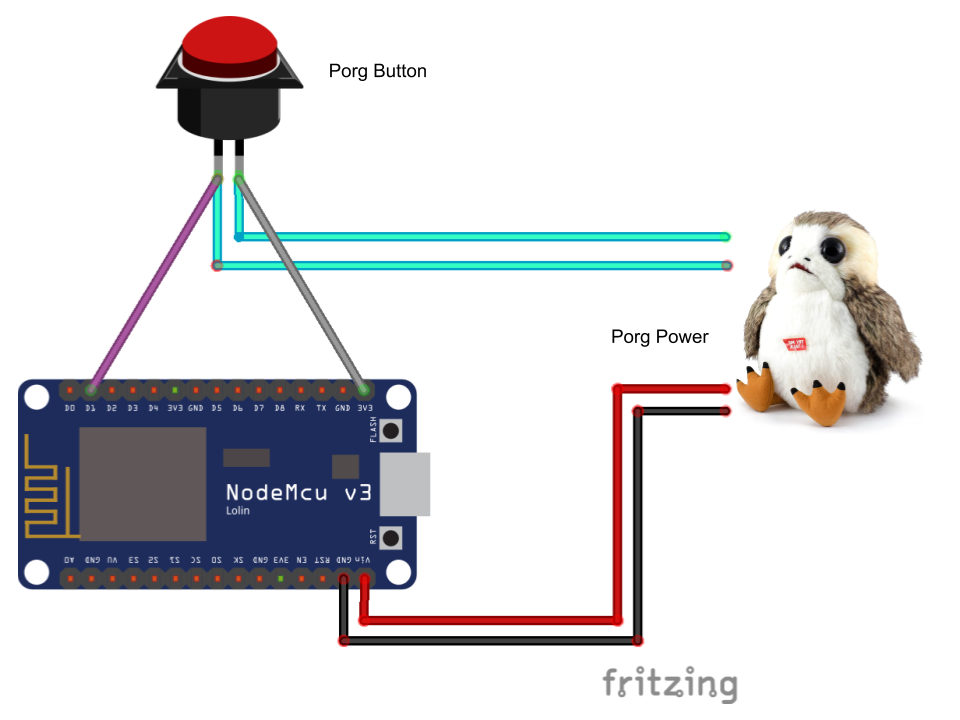 Porg Button
Porg Power
D0 D1 D2 D3 D4 3V3 GND D5 D6 D7 D8 RX TX GND 3V3
FLASH
NodeMcu v3
Lolin
RST
A0 GND VU S3 S2 S1 SC S0 SK GND 3V3 EN RST GND Vin
fritzing